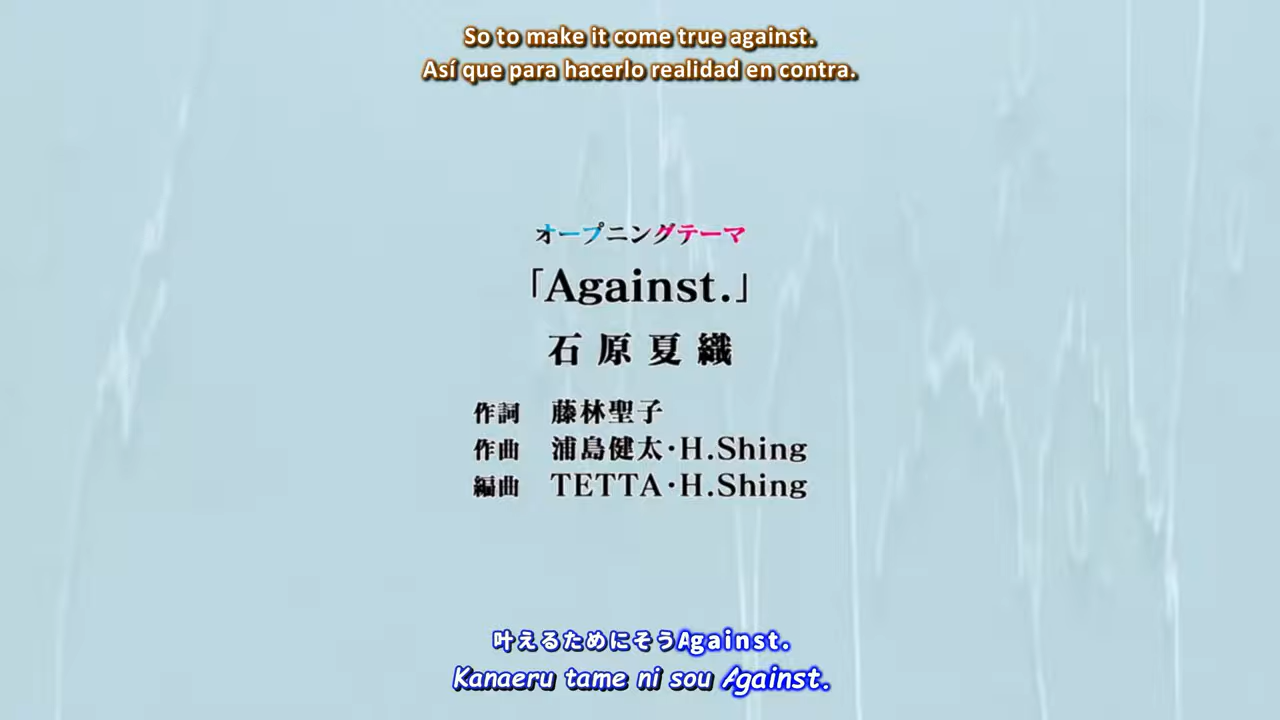 So to make it come true against.
Así que para hacerlo realidad en contra.
オープニングテーマ
「Against.」
石原夏織
作詞 藤林聖子
作曲 浦島健太・H.Shing
編曲 TETTA・H.Shing
叶えるためにそうAgainst.
Kanaeru tame ni sou Against.